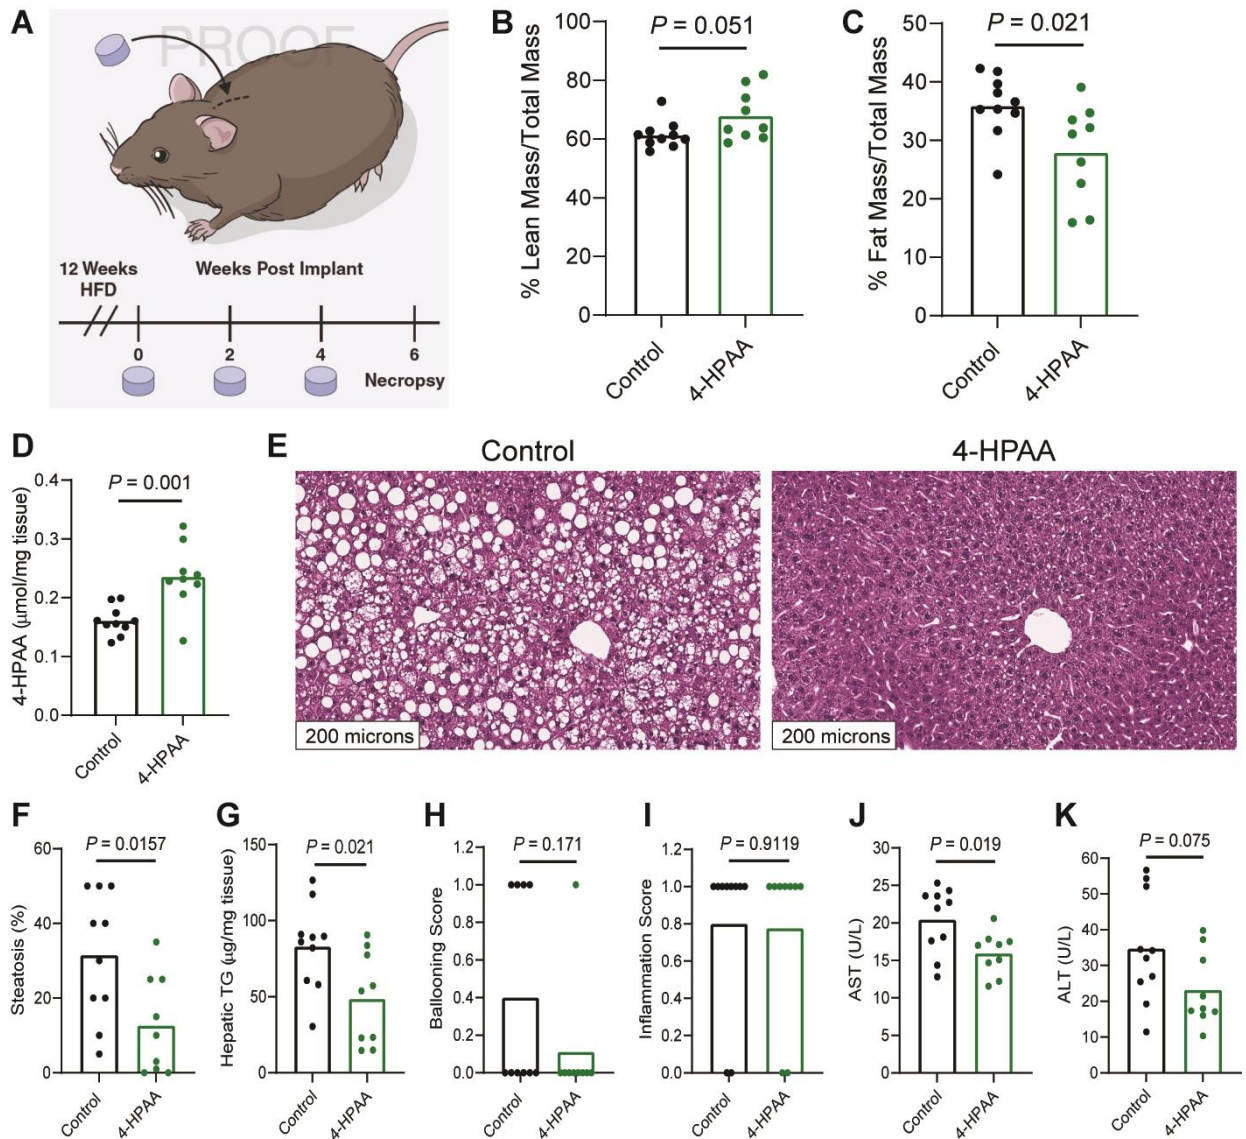 A
PROOF
12 Weeks
HFD
Weeks Post Implant
0
2
4
6
Necropsy
B
P = 0.051
% Lean Mass/Total Mass
100
80
60
40
20
0
Control
4-HPAA
C
P = 0.021
% Fat Mass/Total Mass
50
40
30
20
10
0
Control
4-HPAA
D
P = 0.001
4-HPAA (μmol/mg tissue)
0.4
0.3
0.2
0.1
0.0
Control
4-HPAA
E
Control
4-HPAA
200 microns
200 microns
F
P = 0.0157
Steatosis (%)
60
40
20
0
Control
4-HPAA
G
P = 0.021
Hepatic TG (μg/mg tissue)
150
100
50
0
Control
4-HPAA
H
P = 0.171
Ballooning Score
1.2
1.0
0.8
0.6
0.4
0.2
0.0
Control
4-HPAA
I
P = 0.9119
Inflammation Score
1.2
1.0
0.8
0.6
0.4
0.2
0.0
Control
4-HPAA
J
P = 0.019
AST (U/L)
30
25
20
15
10
5
0
Control
4-HPAA
K
P = 0.075
ALT (U/L)
60
50
40
30
20
10
0
Control
4-HPAA